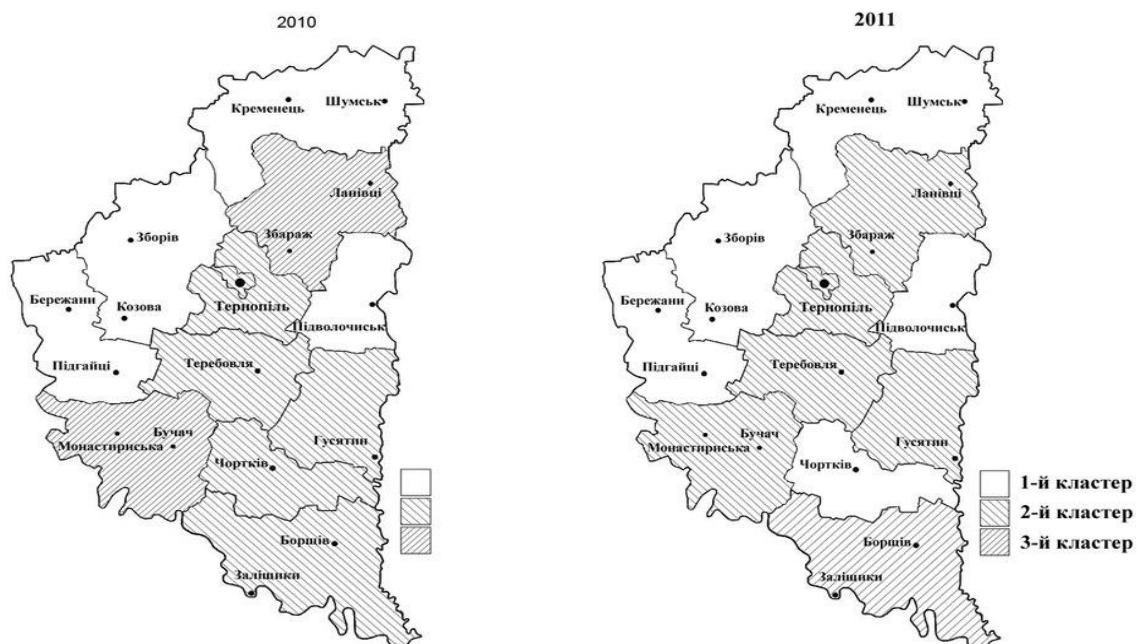 2010
Кременець
Шумськ
Ланівці
Зборів
Збараж
Бережани
Козова
Тернопіль
Підволочиськ
Підгайці
Теребовля
Бучач
Монастириська
Гусятин
Чортків
Борщів
Заліщики
2011
Кременець
Шумськ
Ланівці
Зборів
Збараж
Бережани
Козова
Тернопіль
Підволочиськ
Підгайці
Теребовля
Бучач
Монастириська
Гусятин
Чортків
Борщів
Заліщики
1-й кластер
2-й кластер
3-й кластер